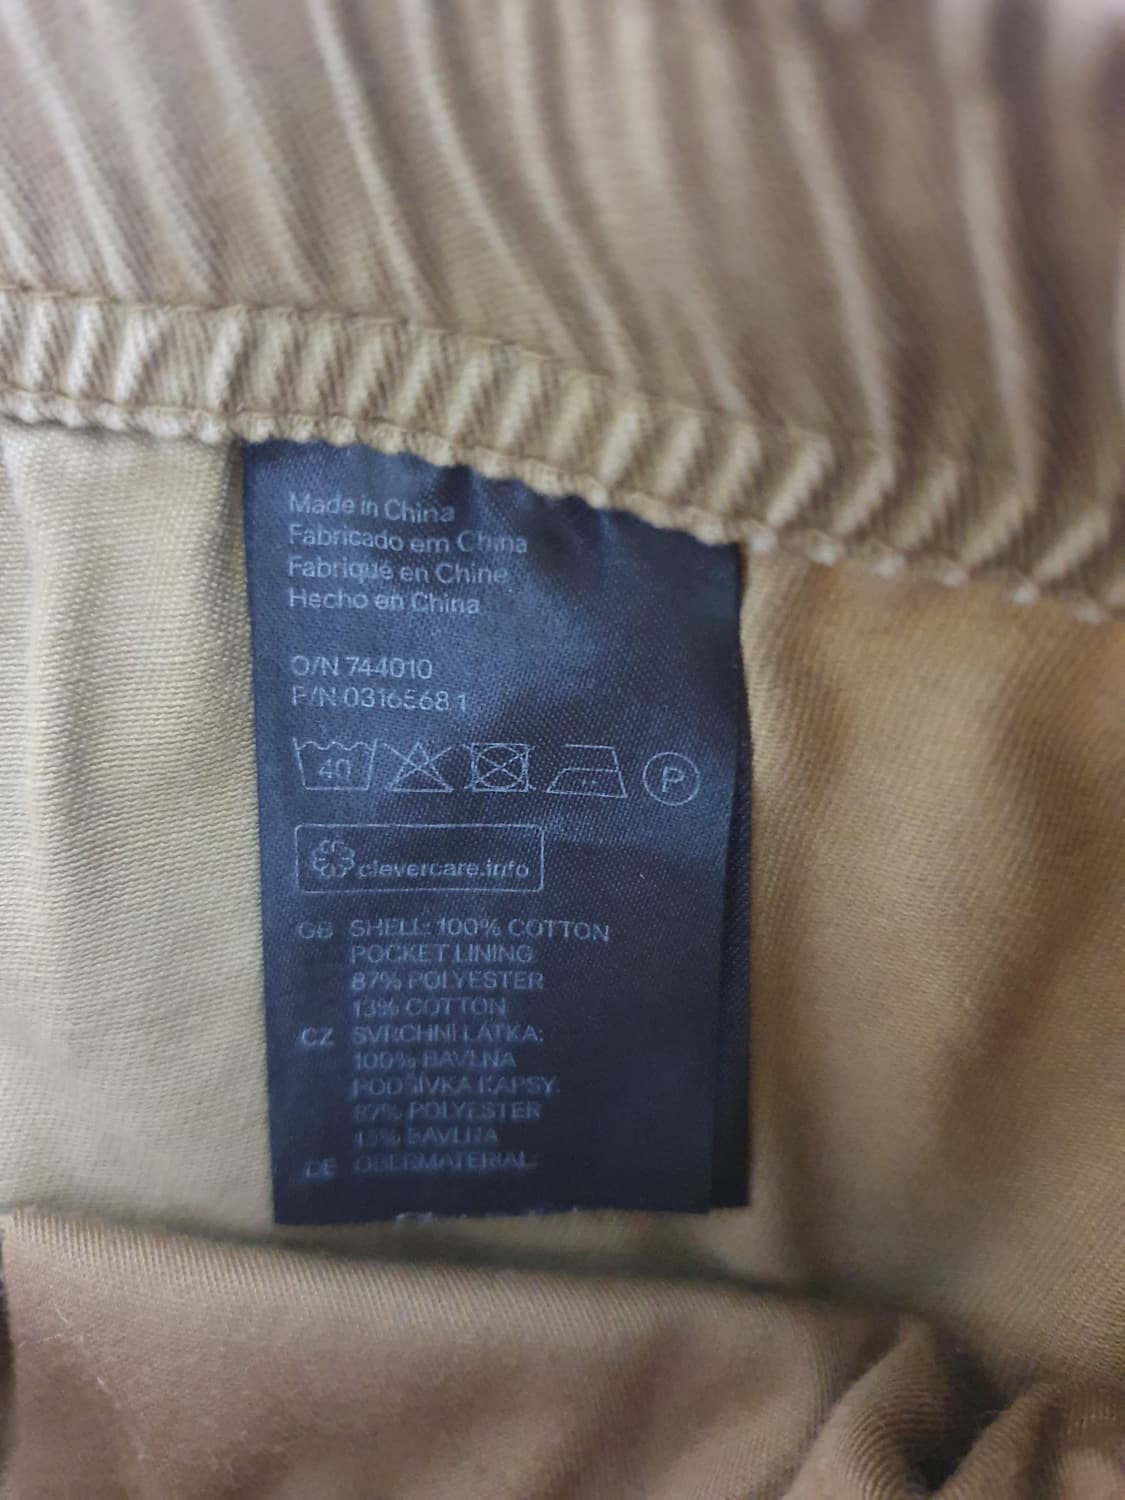 Made in China
Fabricado em China
Fabriqué en Chine
Hecho en China
O/N 744010
P/N 0316568 1
40
P
clevercare.info
GB SHELL: 100% COTTON
POCKET LINING:
87% POLYESTER
13% COTTON
CZ SVRCHNÍ LÁTKA:
100% BAVLNA
PODŠÍVKA KAPSY:
87% POLYESTER
13% BAVLNA
DE OBERMATERIAL: